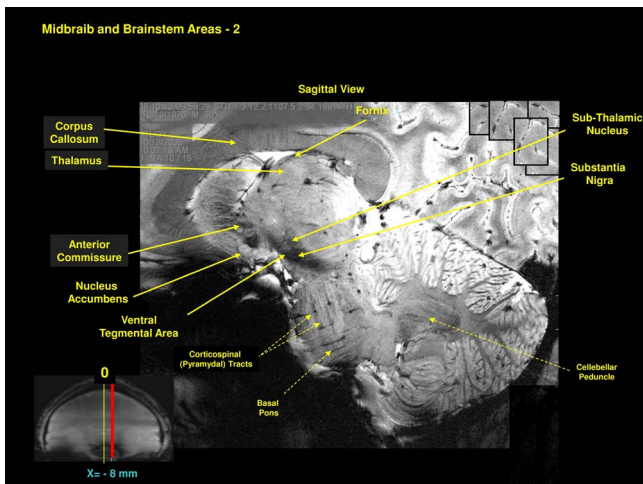 Midbraib and Brainstem Areas - 2
Sagittal View
Fornix
Sub-Thalamic
Nucleus
Corpus
Callosum
Thalamus
Substantia
Nigra
Anterior
Commissure
Nucleus
Accumbens
Ventral
Tegmental Area
Corticospinal
(Pyramydal) Tracts
Basal
Pons
Cellebellar
Peduncle
0
X= - 8 mm